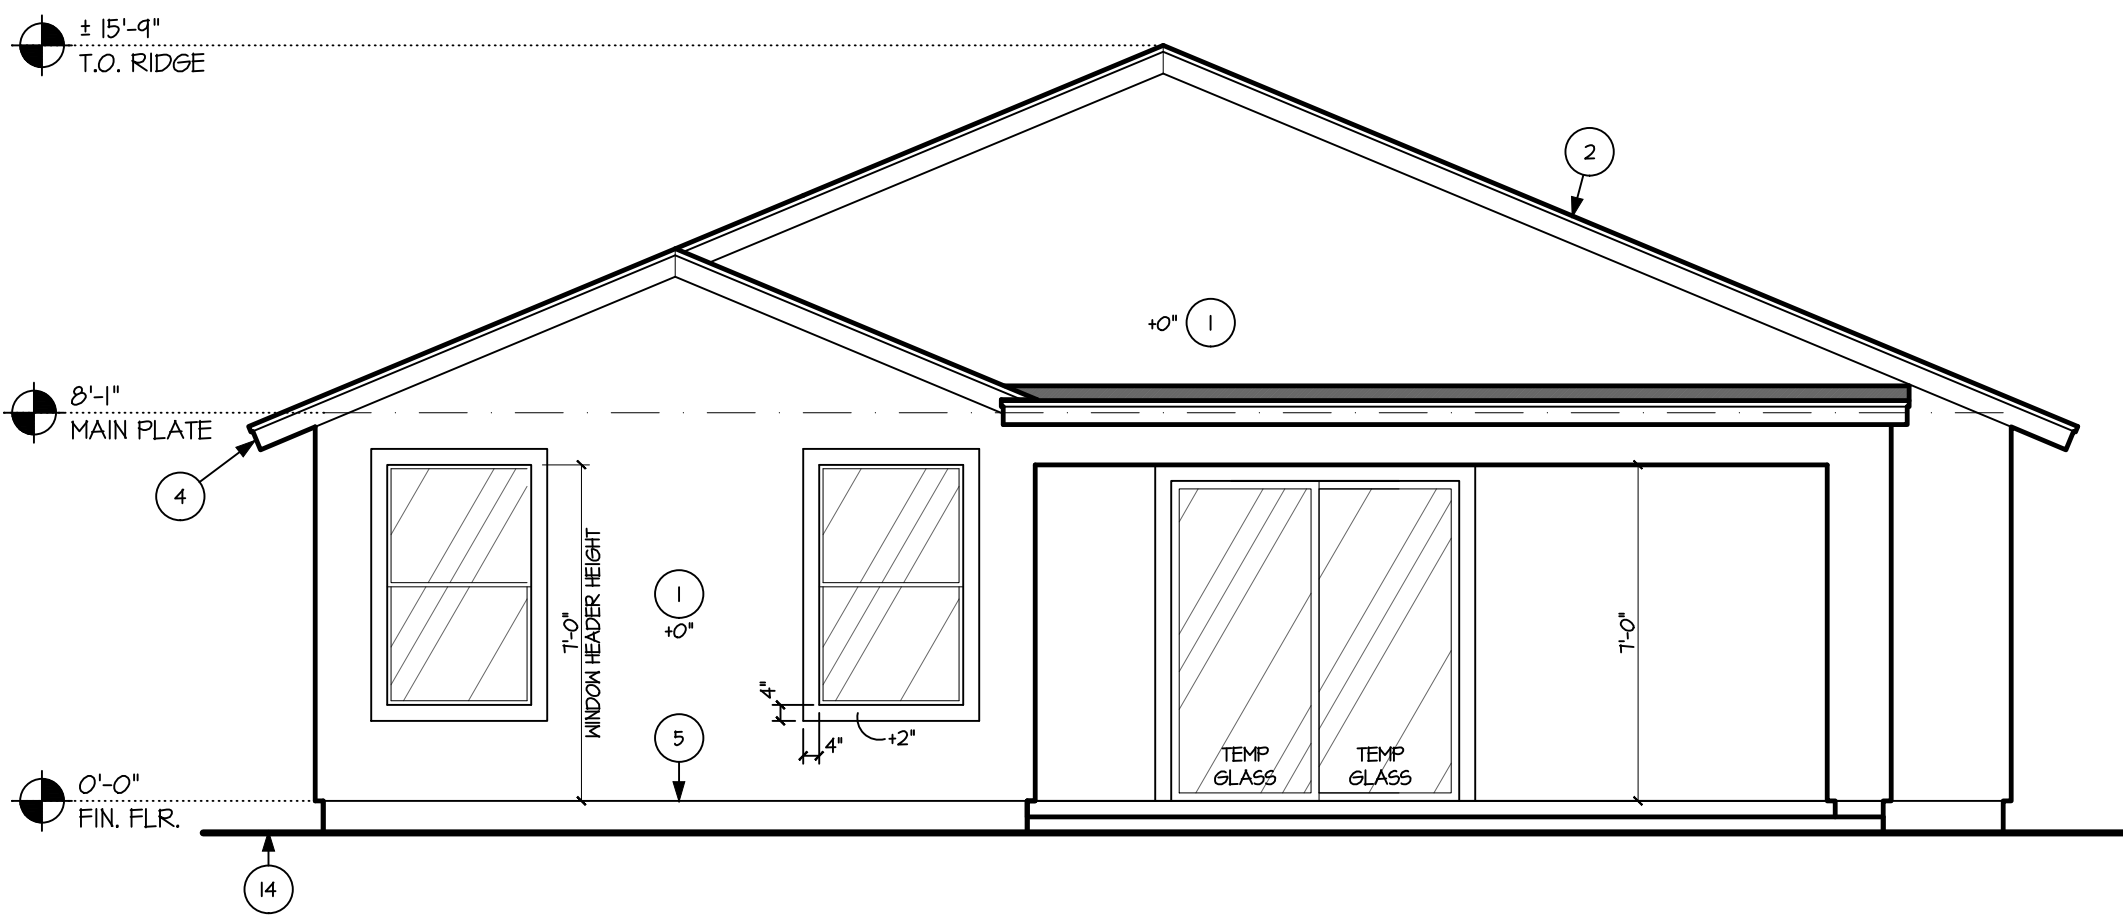 ± 15'-9"
T.O. RIDGE
2
+0" 1
8'-1"
MAIN PLATE
4
7'-0"
WINDOW HEADER HEIGHT
1
+0"
7'-0"
4"
4"
+2"
5
TEMP
GLASS
TEMP
GLASS
0'-0"
FIN. FLR.
14